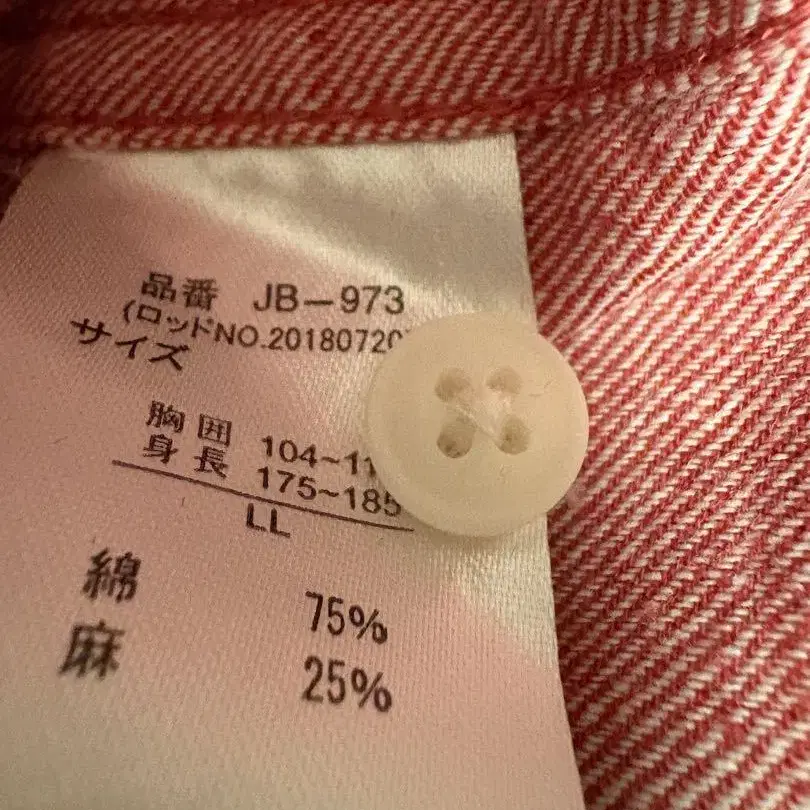 品番 JB-973
(ロッドNO.20180720
サイズ
胸囲 104~11
身長 175~185
LL
綿 75%
麻 25%